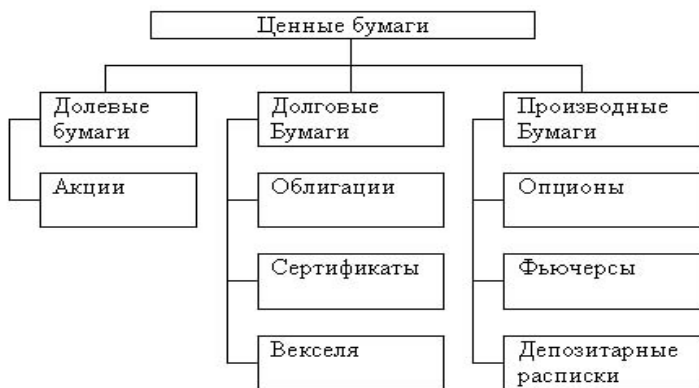 Ценные бумаги
Долевые
бумаги
Акции
Долговые
Бумаги
Облигации
Сертификаты
Векселя
Производные
Бумаги
Опционы
Фьючерсы
Депозитарные
расписки